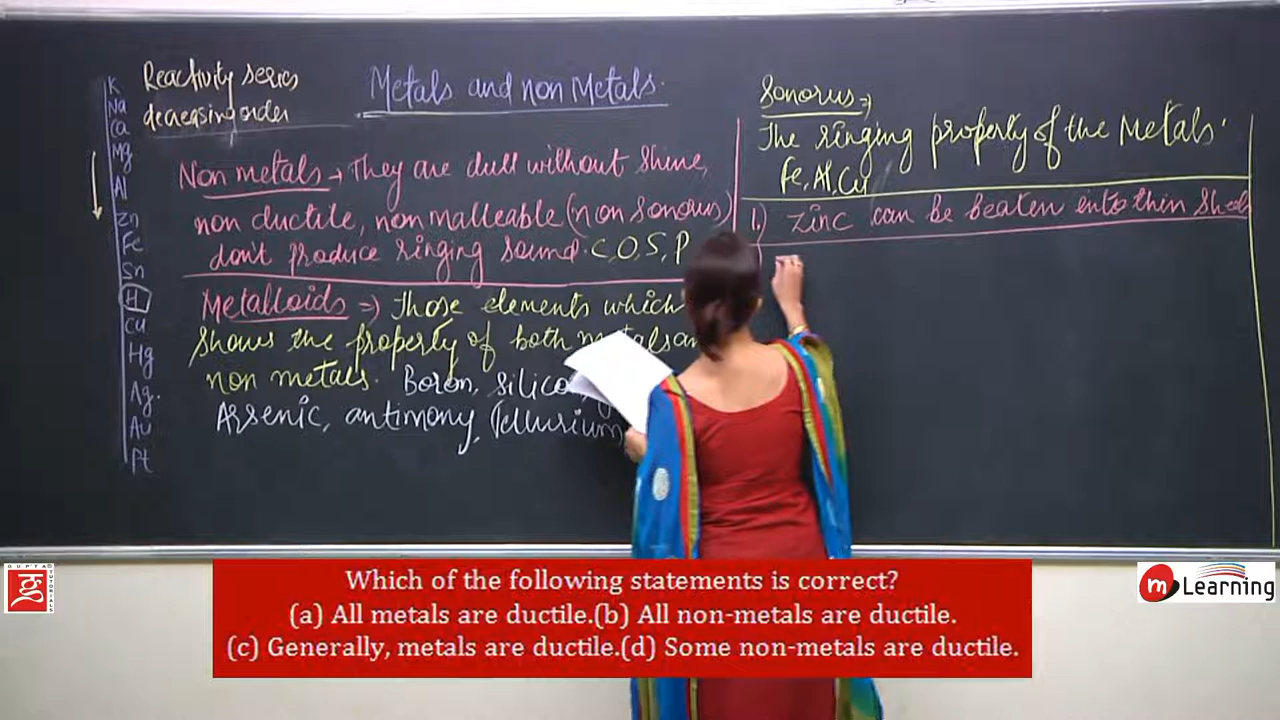 K
Na
Ca
Mg
Al
Zn
Fe
Sn
H
Cu
Hg
Ag.
Au
Pt
Reactivity series
decreasing order
Metals and non Metals.
Non metals → They are dull without shine,
non ductile, non malleable (non sonorus)
don't produce ringing sound. C, O, S, P
Metalloids ⇒ Those elements which
shows the property of both metals
non metals. Boron,
Arsenic, antimony, Tellurium
Sonorus ⇒
The ringing property of the Metals.
Fe, Al, Cu
1.) Zinc can be beaten into thin
GUPTA TUTORIALS
m Learning
Which of the following statements is correct?
(a) All metals are ductile.(b) All non-metals are ductile.
(c) Generally, metals are ductile.(d) Some non-metals are ductile.